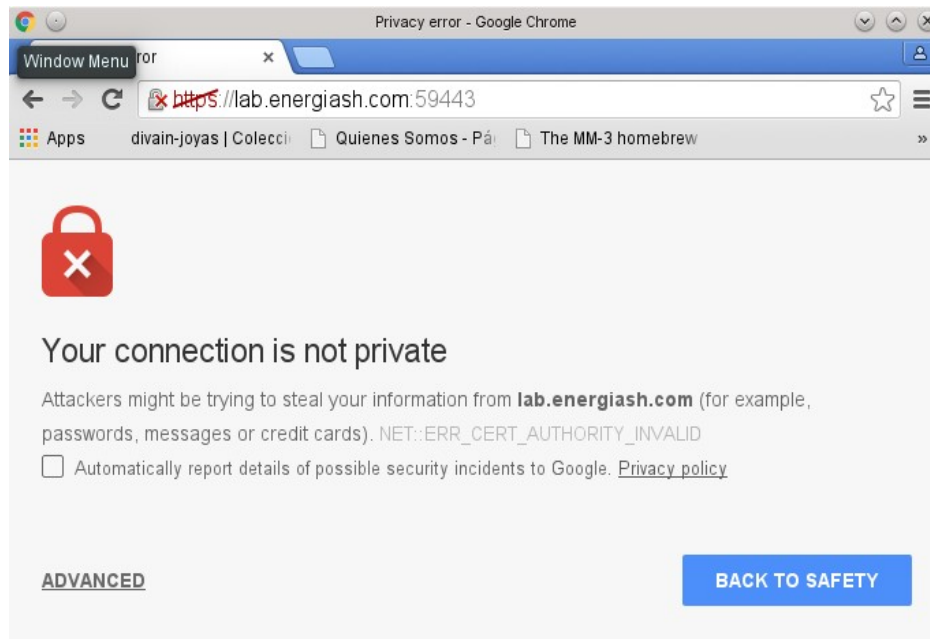 Privacy error - Google Chrome
Window Menu ror
https://lab.energiash.com:59443
Apps divain-joyas | Colecci Quienes Somos - Pá The MM-3 homebrew »
Your connection is not private
Attackers might be trying to steal your information from lab.energiash.com (for example,
passwords, messages or credit cards). NET::ERR_CERT_AUTHORITY_INVALID
Automatically report details of possible security incidents to Google. Privacy policy
ADVANCED BACK TO SAFETY